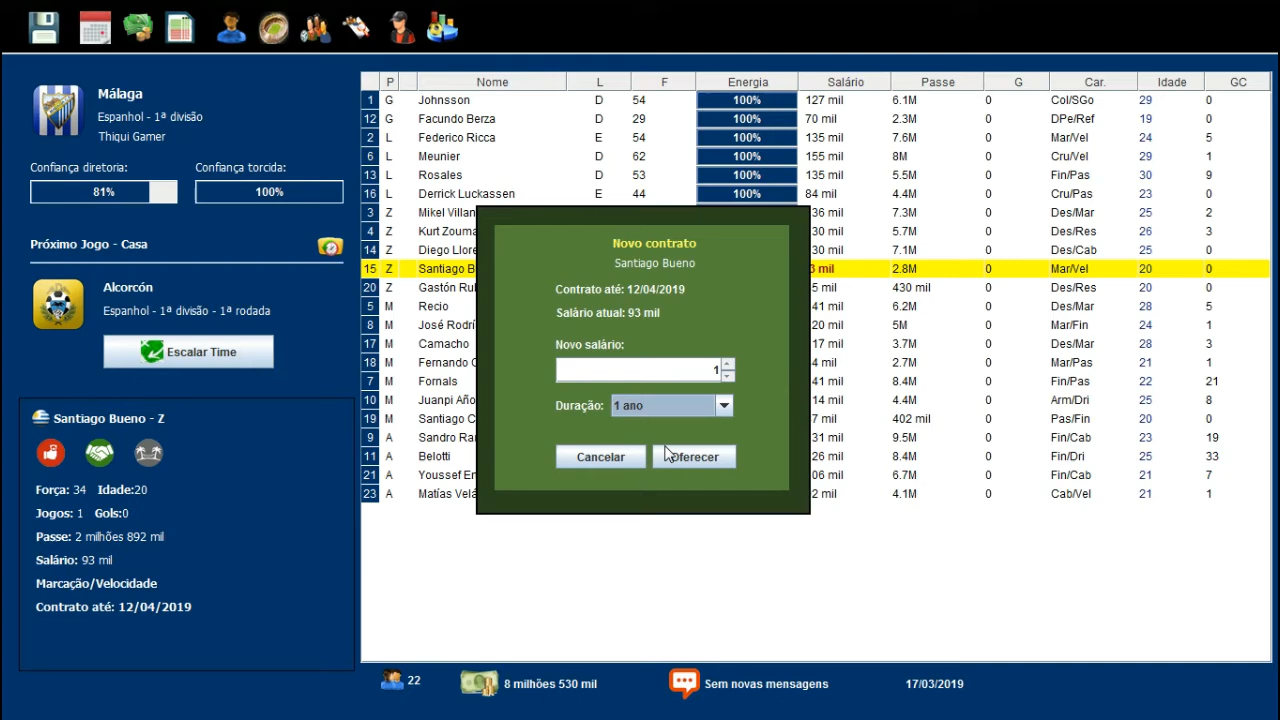 Málaga
Espanhol - 1ª divisão
Thiqui Gamer
Confiança diretoria: Confiança torcida:
81% 100%
Próximo Jogo - Casa
Alcorcón
Espanhol - 1ª divisão - 1ª rodada
Escalar Time
Santiago Bueno - Z
Força: 34 Idade:20
Jogos: 1 Gols:0
Passe: 2 milhões 892 mil
Salário: 93 mil
Marcação/Velocidade
Contrato até: 12/04/2019
P Nome L F Energia Salário Passe G Car. Idade GC
1 G Johnsson D 54 100% 127 mil 6.1M 0 Col/SGo 29 0
12 G Facundo Berza D 29 100% 70 mil 2.3M 0 DPe/Ref 19 0
2 L Federico Ricca E 54 100% 135 mil 7.6M 0 Mar/Vel 24 5
6 L Meunier D 62 100% 155 mil 8M 0 Cru/Vel 29 1
13 L Rosales D 53 100% 135 mil 5.5M 0 Fin/Pas 30 9
16 L Derrick Luckassen E 44 100% 84 mil 4.4M 0 Cru/Pas 23 0
3 Z Mikel Villan 36 mil 7.3M 0 Des/Mar 25 2
4 Z Kurt Zouma 30 mil 5.7M 0 Des/Res 26 3
14 Z Diego Llore 30 mil 7.1M 0 Des/Cab 25 0
15 Z Santiago B 3 mil 2.8M 0 Mar/Vel 20 0
20 Z Gastón Ru 5 mil 430 mil 0 Des/Res 20 0
5 M Recio 41 mil 6.2M 0 Des/Mar 28 5
8 M José Rodrí 20 mil 5M 0 Mar/Fin 24 1
17 M Camacho 17 mil 3.7M 0 Des/Mar 28 3
18 M Fernando 4 mil 2.7M 0 Mar/Pas 21 1
7 M Fornals 41 mil 8.4M 0 Fin/Pas 22 21
10 M Juanpi Año 14 mil 4.4M 0 Arm/Dri 25 8
19 M Santiago C 17 mil 402 mil 0 Pas/Fin 20 0
9 A Sandro Ra 31 mil 9.5M 0 Fin/Cab 23 19
11 A Belotti 26 mil 8.4M 0 Fin/Dri 25 33
21 A Youssef En 06 mil 6.7M 0 Fin/Cab 21 7
23 A Matías Vel 2 mil 4.1M 0 Cab/Vel 21 1
Novo contrato
Santiago Bueno
Contrato até: 12/04/2019
Salário atual: 93 mil
Novo salário:
1
Duração: 1 ano
Cancelar Oferecer
22 8 milhões 530 mil Sem novas mensagens 17/03/2019